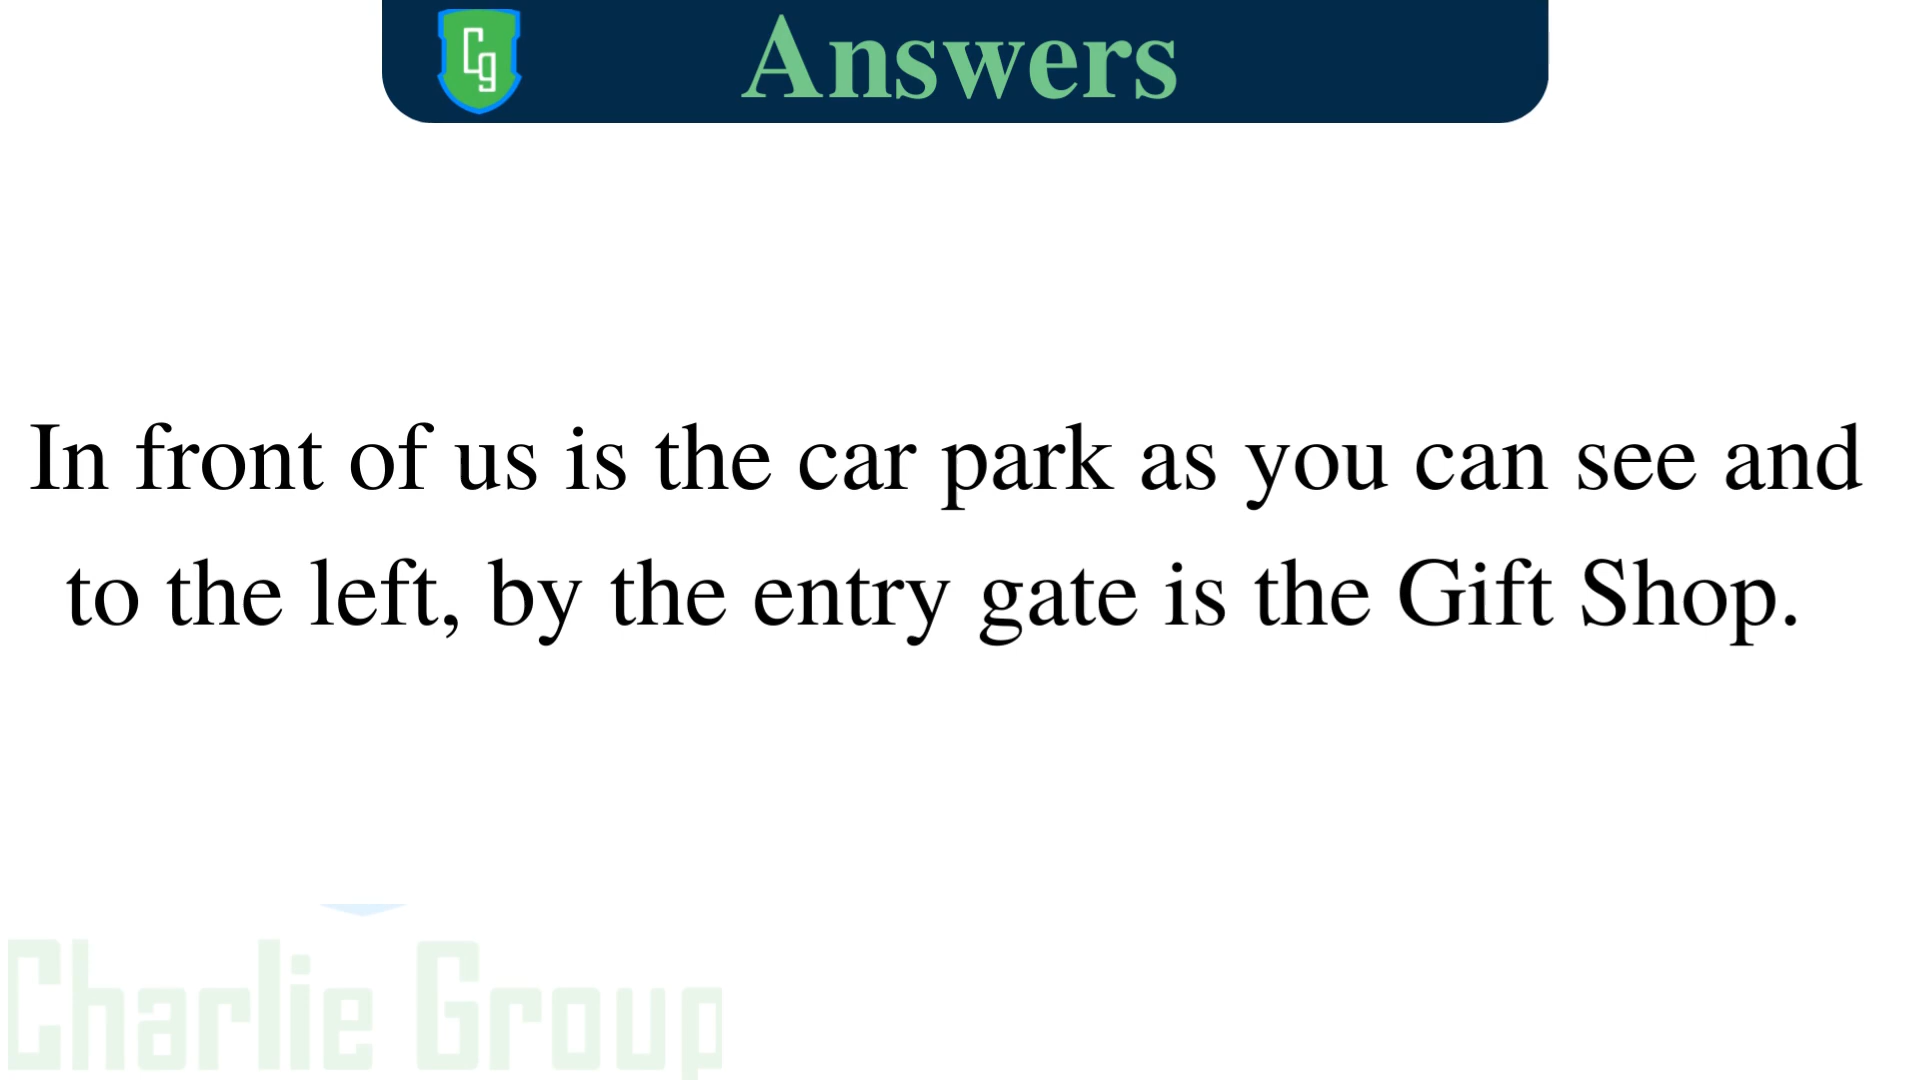 Cg
Answers
In front of us is the car park as you can see and
to the left, by the entry gate is the Gift Shop.
Charlie Group